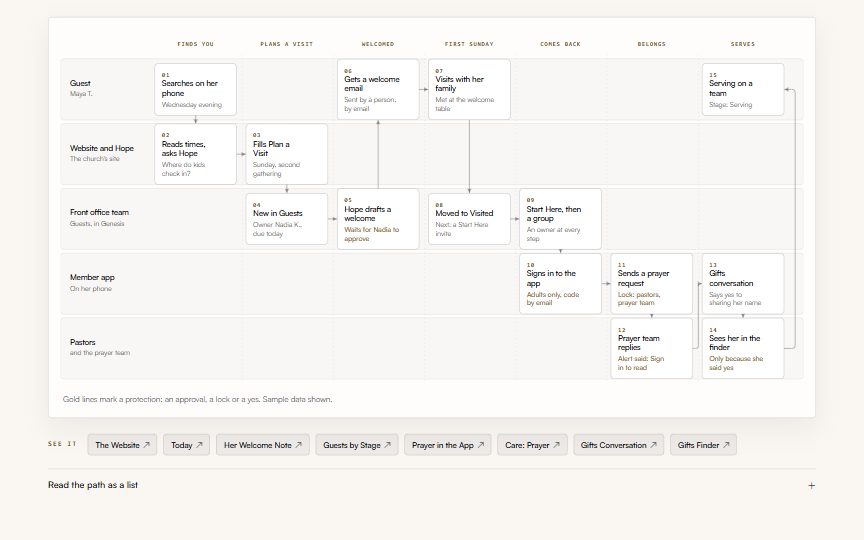 FINDS YOU
PLANS A VISIT
WELCOMED
FIRST SUNDAY
COMES BACK
BELONGS
SERVES
Guest
Maya T.
01
Searches on her
phone
Wednesday evening
06
Gets a welcome
email
Sent by a person,
by email
07
Visits with her
family
Met at the welcome
table
15
Serving on a
team
Stage: Serving
Website and Hope
The church's site
02
Reads times,
asks Hope
Where do kids
check in?
03
Fills Plan a
Visit
Sunday, second
gathering
Front office team
Guests, in Genesis
04
New in Guests
Owner Nadia K.,
due today
05
Hope drafts a
welcome
Waits for Nadia to
approve
08
Moved to Visited
Next: a Start Here
invite
09
Start Here, then
a group
An owner at every
step
Member app
On her phone
10
Signs in to the
app
Adults only, code
by email
11
Sends a prayer
request
Lock: pastors,
prayer team
13
Gifts
conversation
Says yes to
sharing her name
Pastors
and the prayer team
12
Prayer team
replies
Alert said: Sign
in to read
14
Sees her in the
finder
Only because she
said yes
Gold lines mark a protection: an approval, a lock or a yes. Sample data shown.
SEE IT
The Website ↗
Today ↗
Her Welcome Note ↗
Guests by Stage ↗
Prayer in the App ↗
Care: Prayer ↗
Gifts Conversation ↗
Gifts Finder ↗
Read the path as a list
+